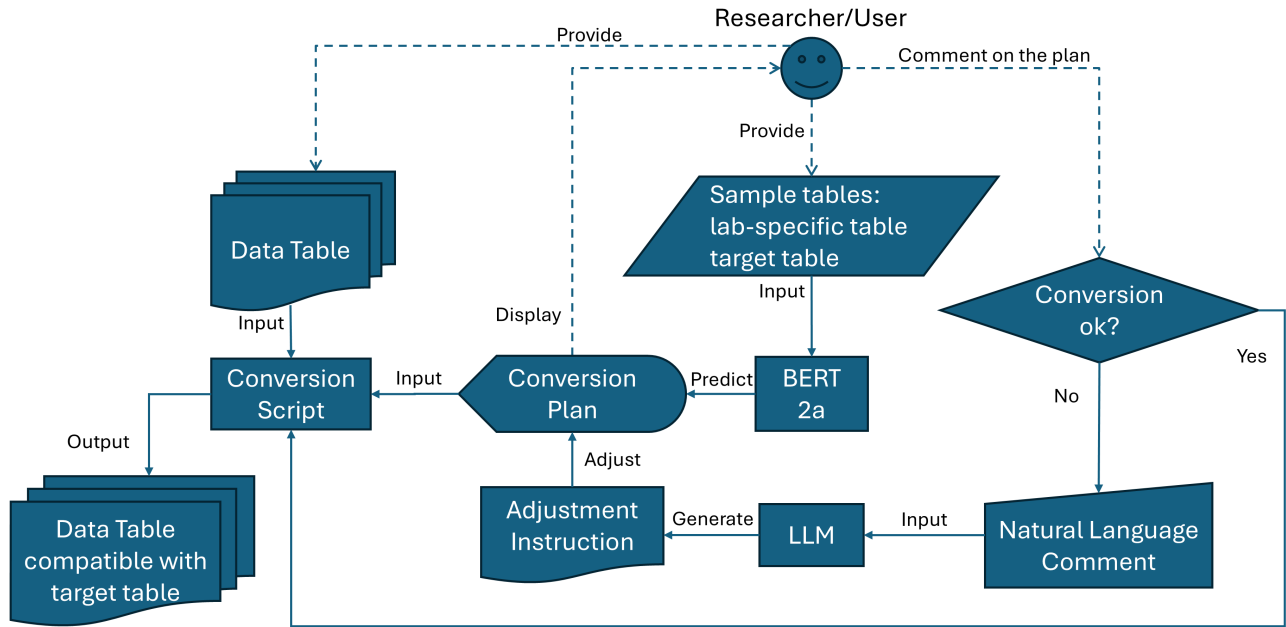 Researcher/User
Provide
Comment on the plan
Provide
Sample tables:
lab-specific table
target table
Data Table
Input
Conversion
ok?
Input
Display
Yes
Conversion
Script
Input
Conversion
Plan
Predict
BERT
2a
No
Output
Adjust
Data Table
compatible with
target table
Adjustment
Instruction
Generate
LLM
Input
Natural Language
Comment